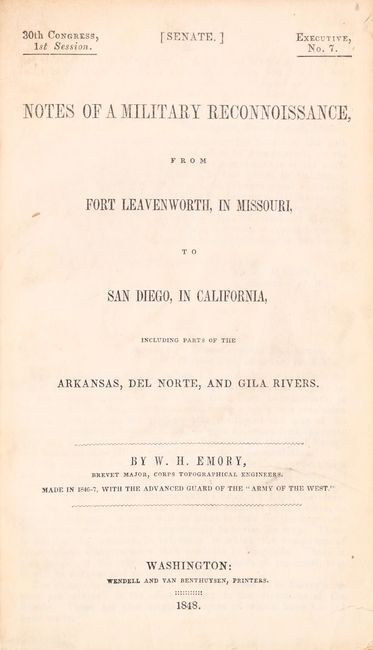 30th Congress, [SENATE.] Executive,
1st Session. No. 7.
NOTES OF A MILITARY RECONNOISSANCE,
FROM
FORT LEAVENWORTH, IN MISSOURI,
TO
SAN DIEGO, IN CALIFORNIA,
INCLUDING PARTS OF THE
ARKANSAS, DEL NORTE, AND GILA RIVERS.
BY W. H. EMORY,
BREVET MAJOR, CORPS TOPOGRAPHICAL ENGINEERS.
MADE IN 1846-7, WITH THE ADVANCED GUARD OF THE "ARMY OF THE WEST."
WASHINGTON:
WENDELL AND VAN BENTHUYSEN, PRINTERS.
1848.